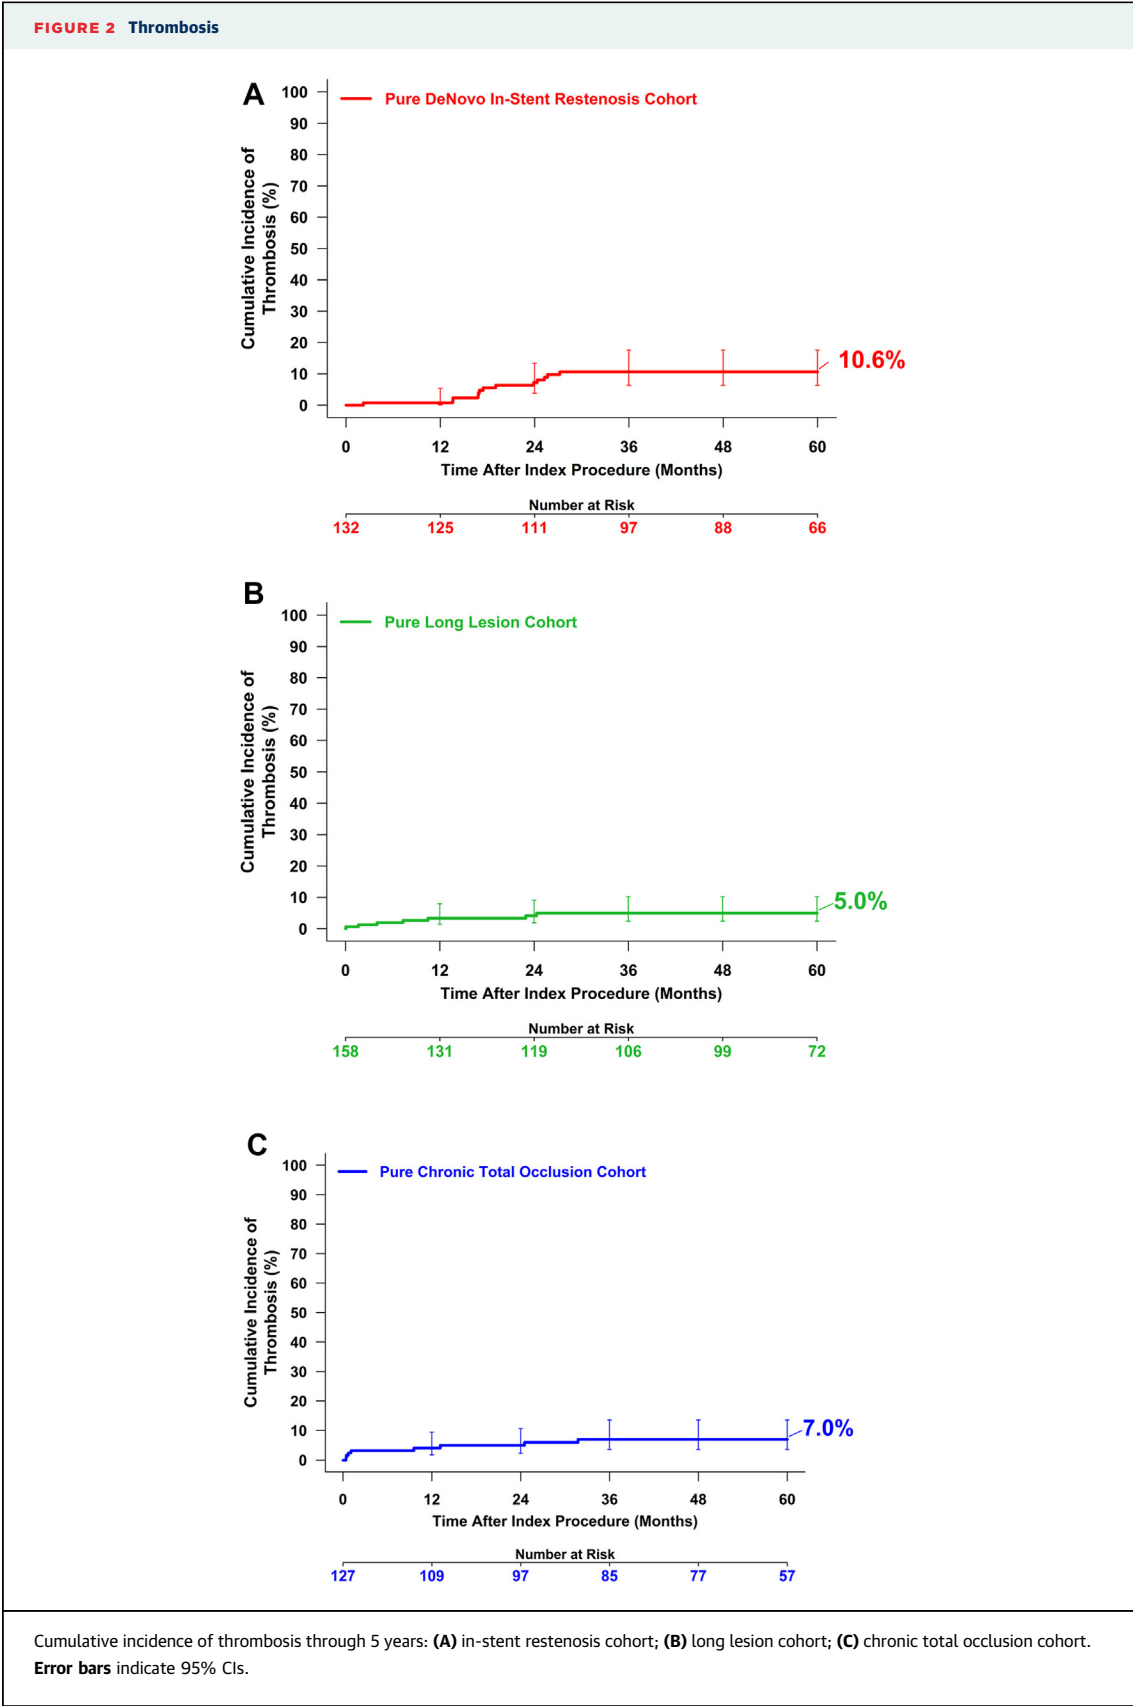 FIGURE 2 Thrombosis
A
Pure DeNovo In-Stent Restenosis Cohort
Cumulative Incidence of
Thrombosis (%)
100
90
80
70
60
50
40
30
20
10
0
10.6%
0 12 24 36 48 60
Time After Index Procedure (Months)
Number at Risk
132 125 111 97 88 66
B
Pure Long Lesion Cohort
Cumulative Incidence of
Thrombosis (%)
100
90
80
70
60
50
40
30
20
10
0
5.0%
0 12 24 36 48 60
Time After Index Procedure (Months)
Number at Risk
158 131 119 106 99 72
C
Pure Chronic Total Occlusion Cohort
Cumulative Incidence of
Thrombosis (%)
100
90
80
70
60
50
40
30
20
10
0
7.0%
0 12 24 36 48 60
Time After Index Procedure (Months)
Number at Risk
127 109 97 85 77 57
Cumulative incidence of thrombosis through 5 years: (A) in-stent restenosis cohort; (B) long lesion cohort; (C) chronic total occlusion cohort.
Error bars indicate 95% CIs.